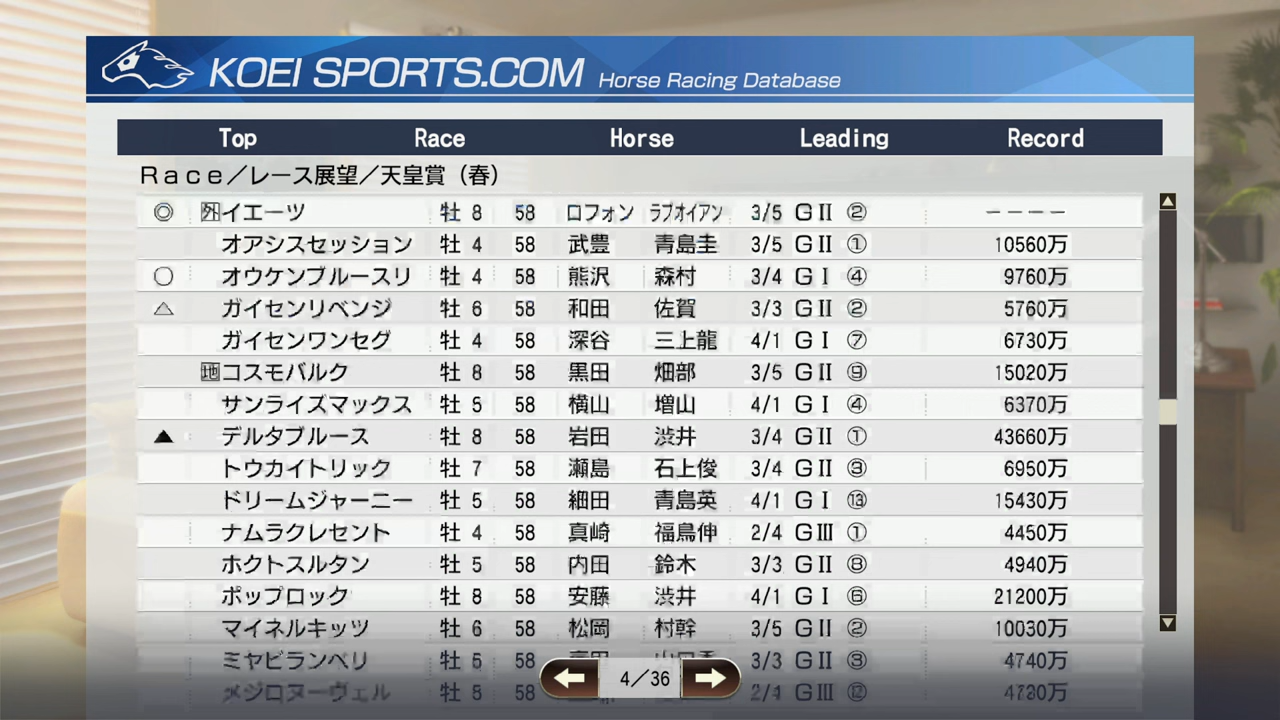 KOEI SPORTS.COM Horse Racing Database
Top Race Horse Leading Record
Race／レース展望／天皇賞（春）
◎ 外 イエーツ 牡 8 58 ロフォン ラブオイアン 3/5 GⅡ ② ----
オアシスセッション 牡 4 58 武豊 青島圭 3/5 GⅡ ① 10560万
○ オウケンブルースリ 牡 4 58 熊沢 森村 3/4 GⅠ ④ 9760万
△ ガイセンリベンジ 牡 6 58 和田 佐賀 3/3 GⅡ ② 5760万
ガイセンワンセグ 牡 4 58 深谷 三上龍 4/1 GⅠ ⑦ 6730万
地 コスモバルク 牡 8 58 黒田 畑部 3/5 GⅡ ⑨ 15020万
サンライズマックス 牡 5 58 横山 増山 4/1 GⅠ ④ 6370万
▲ デルタブルース 牡 8 58 岩田 渋井 3/4 GⅡ ① 43660万
トウカイトリック 牡 7 58 瀬島 石上俊 3/4 GⅡ ③ 6950万
ドリームジャーニー 牡 5 58 細田 青島英 4/1 GⅠ ⑬ 15430万
ナムラクレセント 牡 4 58 真崎 福島伸 2/4 GⅢ ① 4450万
ホクトスルタン 牡 5 58 内田 鈴木 3/3 GⅡ ⑧ 4940万
ポップロック 牡 8 58 安藤 渋井 4/1 GⅠ ⑥ 21200万
マイネルキッツ 牡 6 58 松岡 村幹 3/5 GⅡ ② 10030万
ミヤビランベリ 牡 58 3/3 GⅡ ③ 4740万
メジロヌーヴェル 牡 8 58 2/4 GⅢ ⑫
4/36